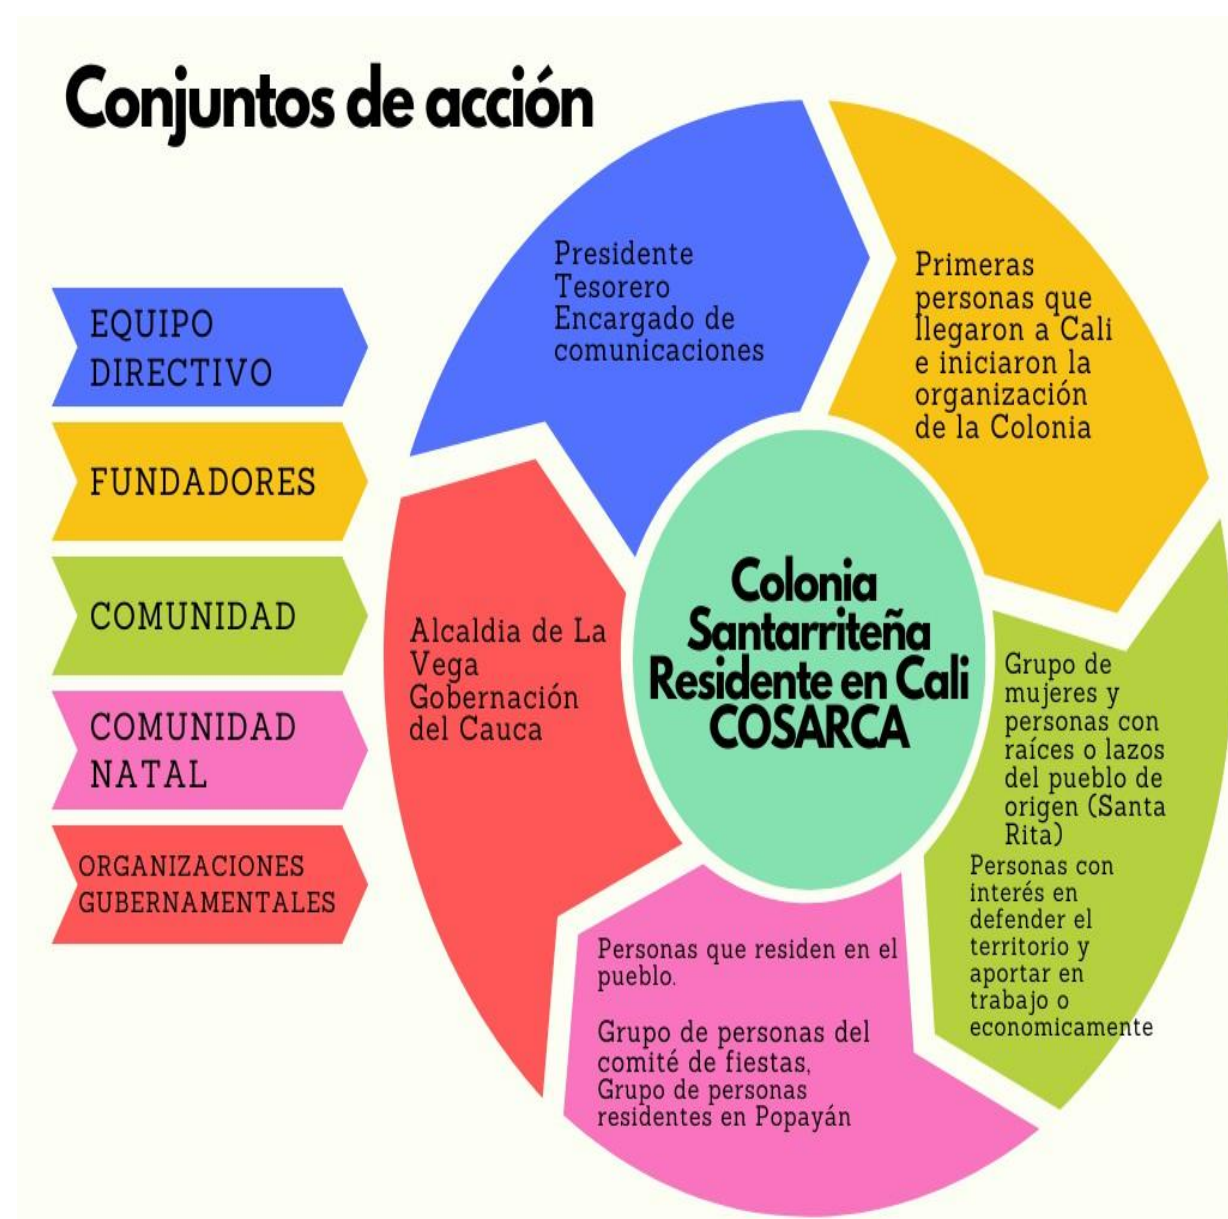 Conjuntos de acción
EQUIPO
DIRECTIVO
FUNDADORES
COMUNIDAD
COMUNIDAD
NATAL
ORGANIZACIONES
GUBERNAMENTALES
Presidente
Tesorero
Encargado de
comunicaciones
Primeras
personas que
llegaron a Cali
e iniciaron la
organización
de la Colonia
Grupo de
mujeres y
personas con
raíces o lazos
del pueblo de
origen (Santa
Rita)
Personas con
interés en
defender el
territorio y
aportar en
trabajo o
economicamente
Personas que residen en el
pueblo.
Grupo de personas del
comité de fiestas,
Grupo de personas
residentes en Popayán
Alcaldia de La
Vega
Gobernación
del Cauca
Colonia
Santarriteña
Residente en Cali
COSARCA